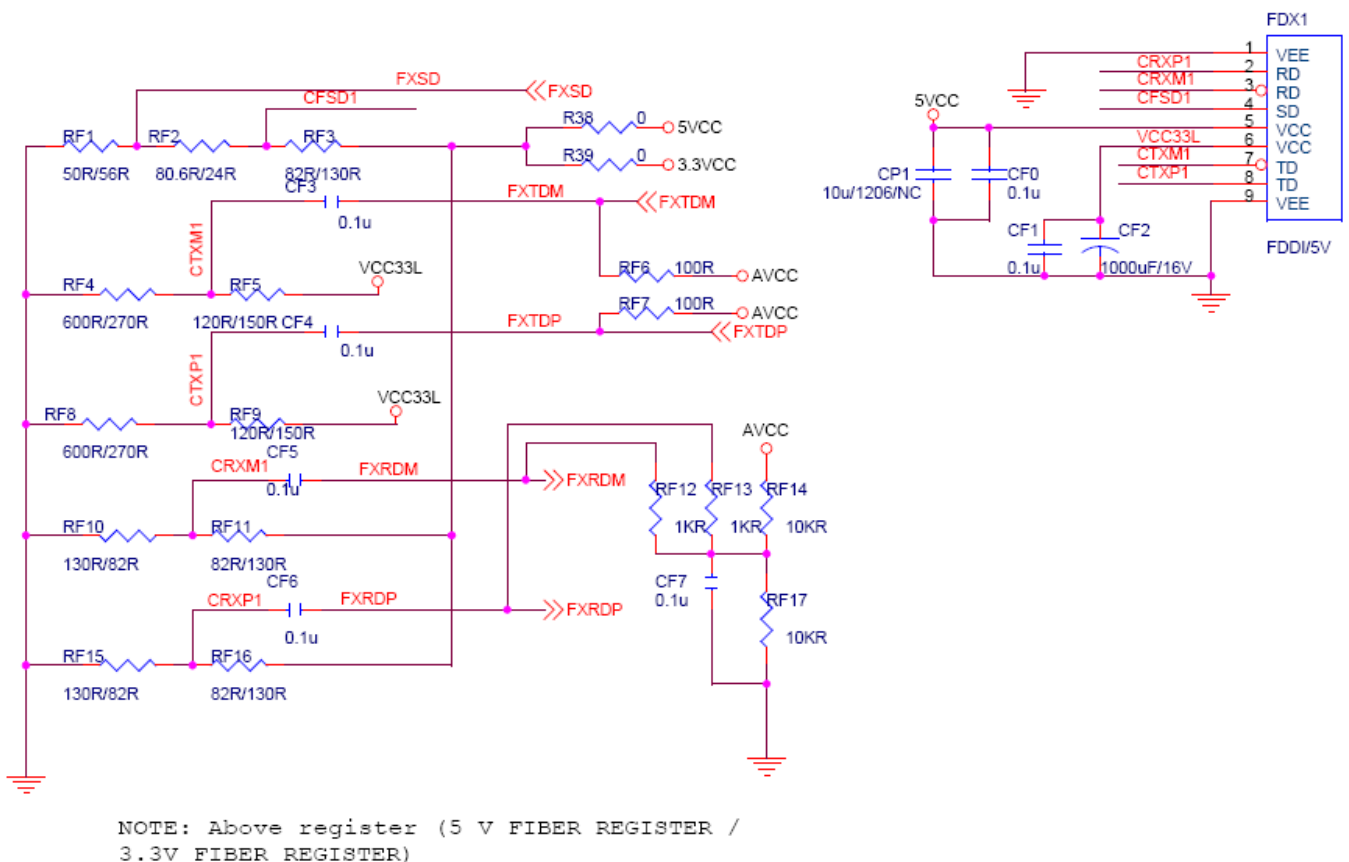 FDX1
1 VEE
CRXP1 2 RD
CRXM1 3 RD
CFSD1 4 SD
5 VCC
VCC33L 6 VCC
CTXM1 7 TD
CTXP1 8 TD
9 VEE
FDDI/5V
5VCC
CP1
10u/1206/NC
CF0
0.1u
CF1
0.1u
CF2
1000uF/16V
FXSD
FXSD
CFSD1
R38 0
5VCC
R39 0
3.3VCC
RF1
50R/56R
RF2
80.6R/24R
RF3
82R/130R
CF3
0.1u
FXTDM
FXTDM
CTXM1
RF6 100R
AVCC
RF7 100R
AVCC
RF4
600R/270R
RF5
120R/150R
VCC33L
CF4
0.1u
FXTDP
FXTDP
CTXP1
RF8
600R/270R
RF9
120R/150R
VCC33L
CF5
0.1u
CRXM1
FXRDM
FXRDM
AVCC
RF12
1KR
RF13
1KR
RF14
10KR
RF10
130R/82R
RF11
82R/130R
CF6
0.1u
CRXP1
FXRDP
FXRDP
CF7
0.1u
RF17
10KR
RF15
130R/82R
RF16
82R/130R
NOTE: Above register (5 V FIBER REGISTER /
3.3V FIBER REGISTER)